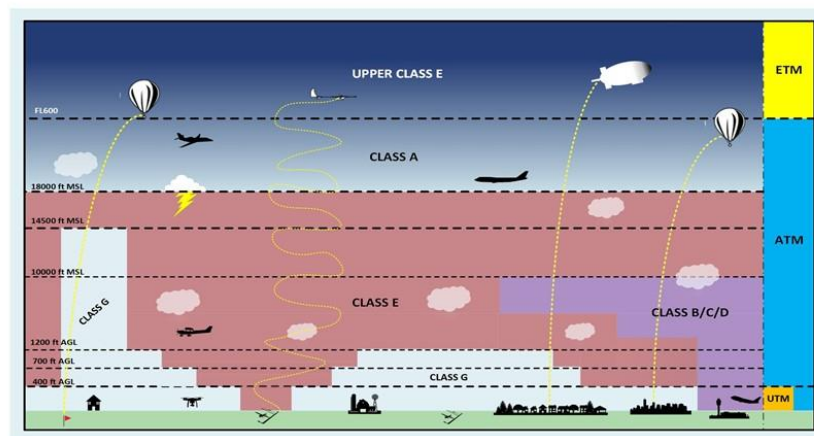 UPPER CLASS E
ETM
FL600
CLASS A
18000 ft MSL
14500 ft MSL
ATM
10000 ft MSL
CLASS G
CLASS E
CLASS B/C/D
1200 ft AGL
700 ft AGL
CLASS G
400 ft AGL
UTM